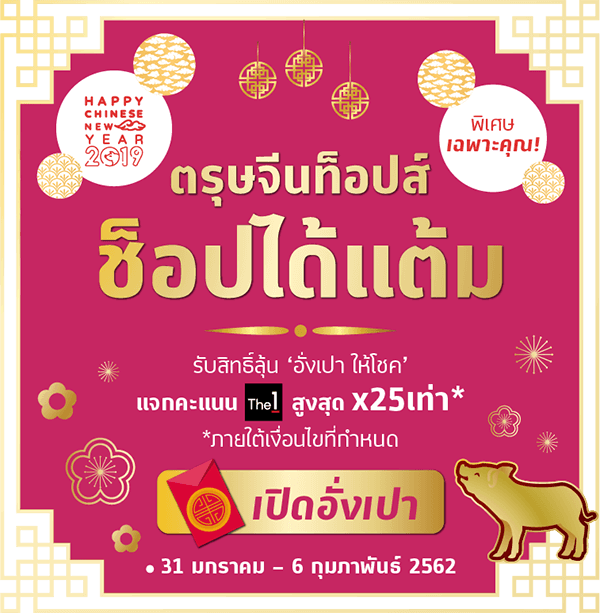 HAPPY
CHINESE
NEW
YEAR
2019
พิเศษ
เฉพาะคุณ!
ตรุษจีนท็อปส์
ช็อปได้แต้ม
รับสิทธิ์ลุ้น ‘อั่งเปา ให้โชค’
แจกคะแนน The1 สูงสุด x25เท่า*
*ภายใต้เงื่อนไขที่กำหนด
เปิดอั่งเปา
• 31 มกราคม – 6 กุมภาพันธ์ 2562